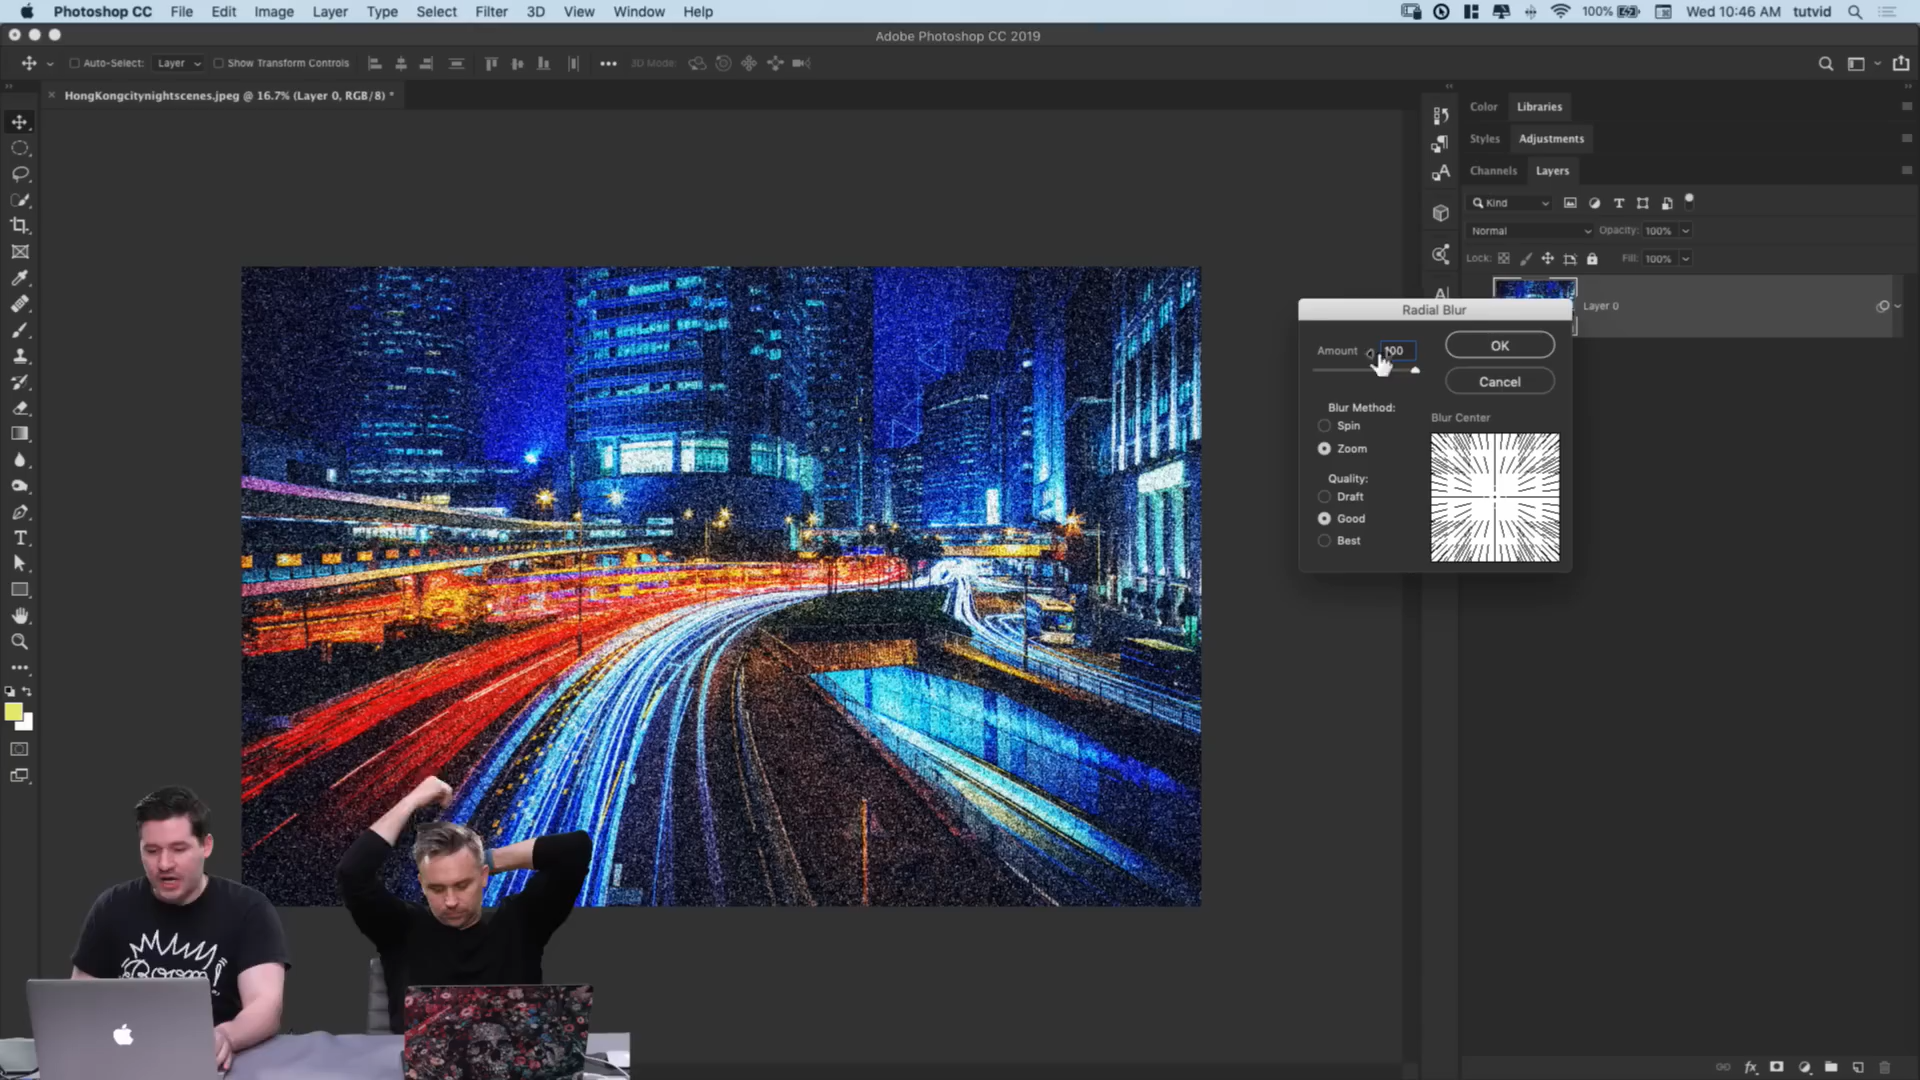 Photoshop CC File Edit Image Layer Type Select Filter 3D View Window Help 100% Wed 10:46 AM tutvid
Adobe Photoshop CC 2019
Auto-Select: Layer Show Transform Controls 3D Mode:
HongKongcitynightscenes.jpeg @ 16.7% (Layer 0, RGB/8) *
Color Libraries
Styles Adjustments
Channels Layers
Kind
Normal Opacity: 100%
Lock: Fill: 100%
Layer 0
Radial Blur
Amount 100
OK
Cancel
Blur Method:
Spin
Zoom
Quality:
Draft
Good
Best
Blur Center
Boom!